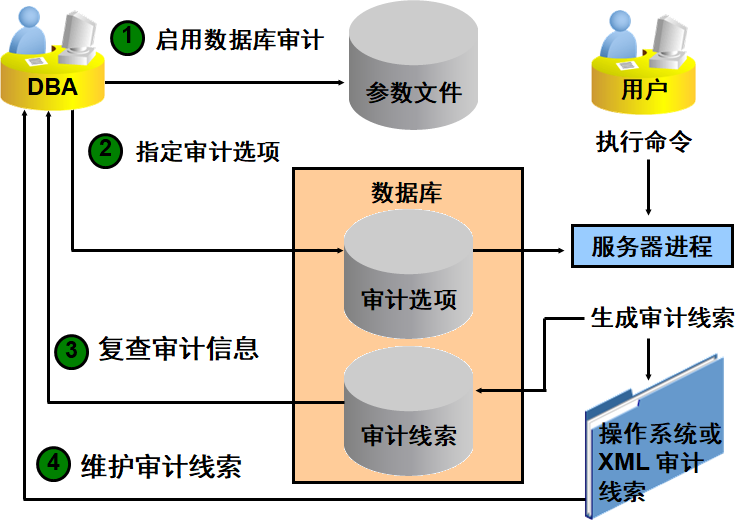 1
启用数据库审计
DBA
参数文件
用户
执行命令
2
指定审计选项
数据库
服务器进程
审计选项
生成审计线索
3
复查审计信息
审计线索
操作系统或
XML 审计
线索
4
维护审计线索